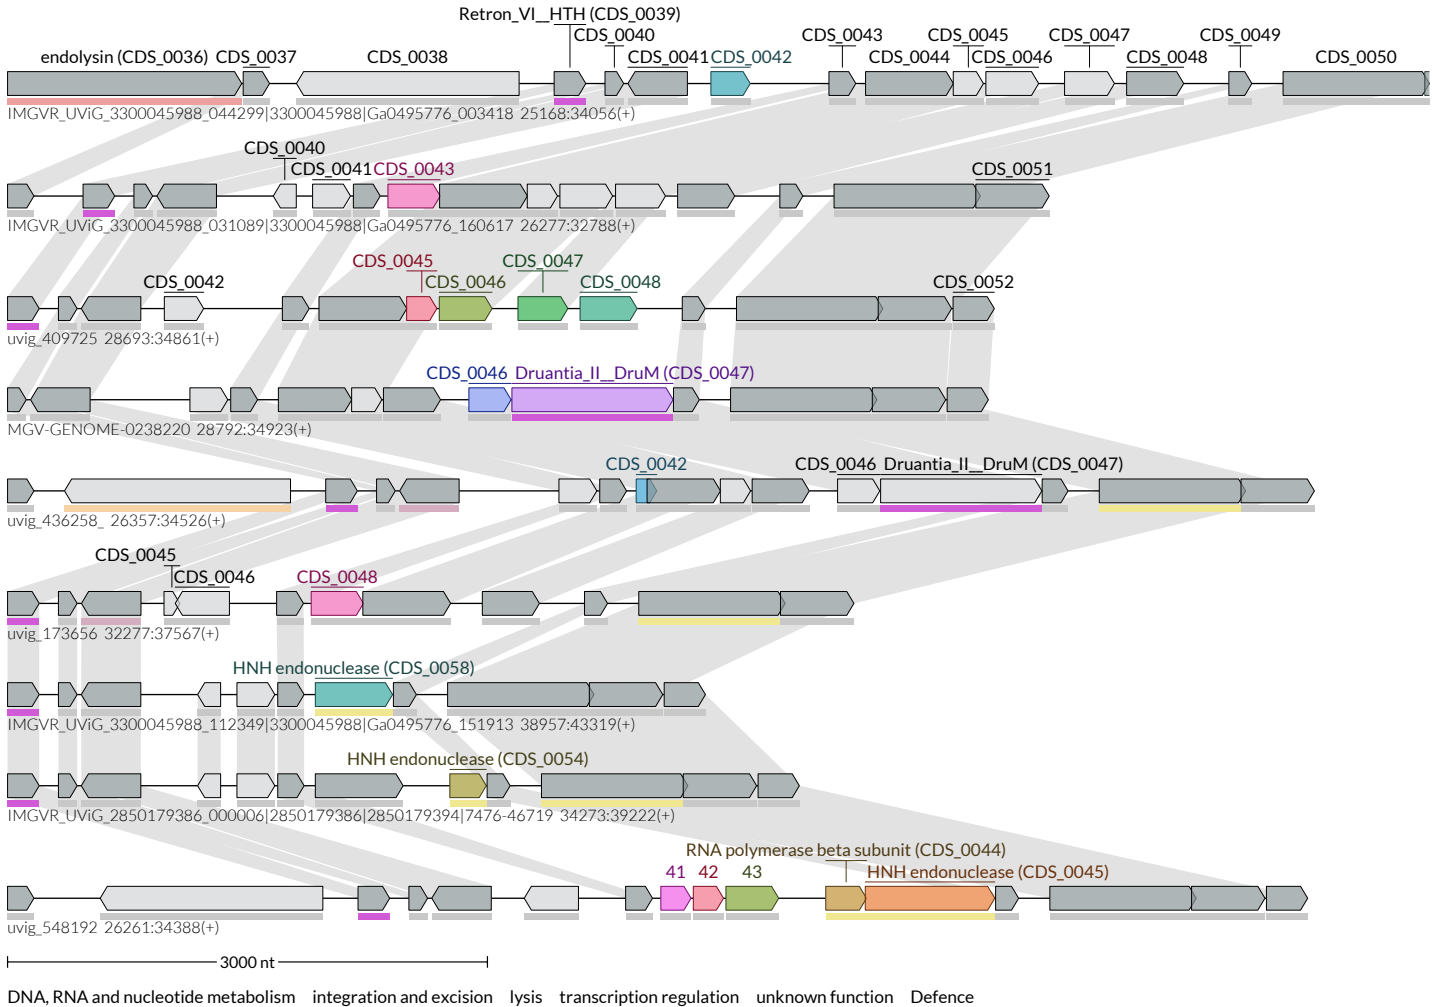 Retron_VI__HTH (CDS_0039)
CDS_0040 CDS_0043 CDS_0045 CDS_0047 CDS_0049
endolysin (CDS_0036) CDS_0037 CDS_0038 CDS_0041 CDS_0042 CDS_0044 CDS_0046 CDS_0048 CDS_0050
IMGVR_UViG_3300045988_044299|3300045988|Ga0495776_003418 25168:34056(+)
CDS_0040
CDS_0041 CDS_0043 CDS_0051
IMGVR_UViG_3300045988_031089|3300045988|Ga0495776_160617 26277:32788(+)
CDS_0045 CDS_0047
CDS_0042 CDS_0046 CDS_0048 CDS_0052
uvig_409725 28693:34861(+)
CDS_0046 Druantia_II__DruM (CDS_0047)
MGV-GENOME-0238220 28792:34923(+)
CDS_0042 CDS_0046 Druantia_II__DruM (CDS_0047)
uvig_436258_ 26357:34526(+)
CDS_0045
CDS_0046 CDS_0048
uvig_173656 32277:37567(+)
HNH endonuclease (CDS_0058)
IMGVR_UViG_3300045988_112349|3300045988|Ga0495776_151913 38957:43319(+)
HNH endonuclease (CDS_0054)
IMGVR_UViG_2850179386_000006|2850179386|2850179394|7476-46719 34273:39222(+)
RNA polymerase beta subunit (CDS_0044)
41 42 43 HNH endonuclease (CDS_0045)
uvig_548192 26261:34388(+)
3000 nt
DNA, RNA and nucleotide metabolism integration and excision lysis transcription regulation unknown function Defence